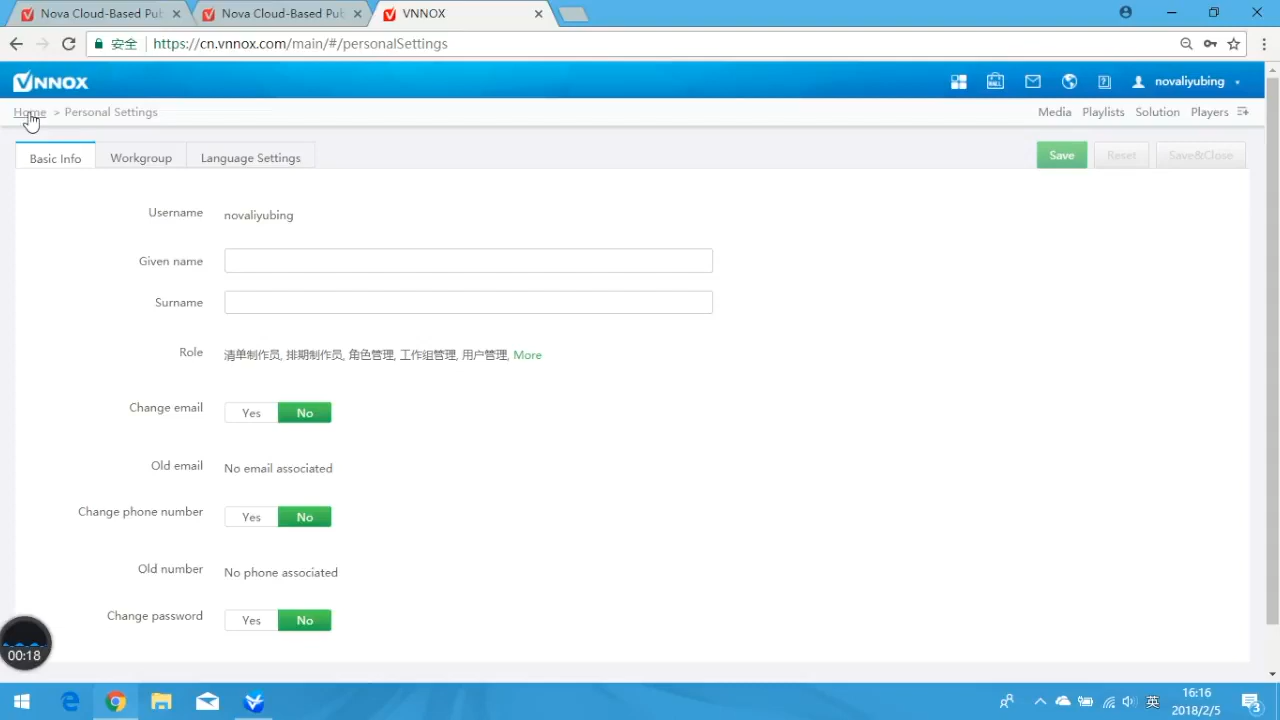 Nova Cloud-Based Pub
Nova Cloud-Based Pub
VNNOX
安全
https://cn.vnnox.com/main/#/personalSettings
VNNOX
MALL
?
novaliyubing
Home > Personal Settings
Media
Playlists
Solution
Players
Basic Info
Workgroup
Language Settings
Save
Reset
Save&Close
Username
novaliyubing
Given name
Surname
Role
清单制作员, 排期制作员, 角色管理, 工作组管理, 用户管理, More
Change email
Yes
No
Old email
No email associated
Change phone number
Yes
No
Old number
No phone associated
Change password
Yes
No
00:18
英
16:16
2018/2/5
3